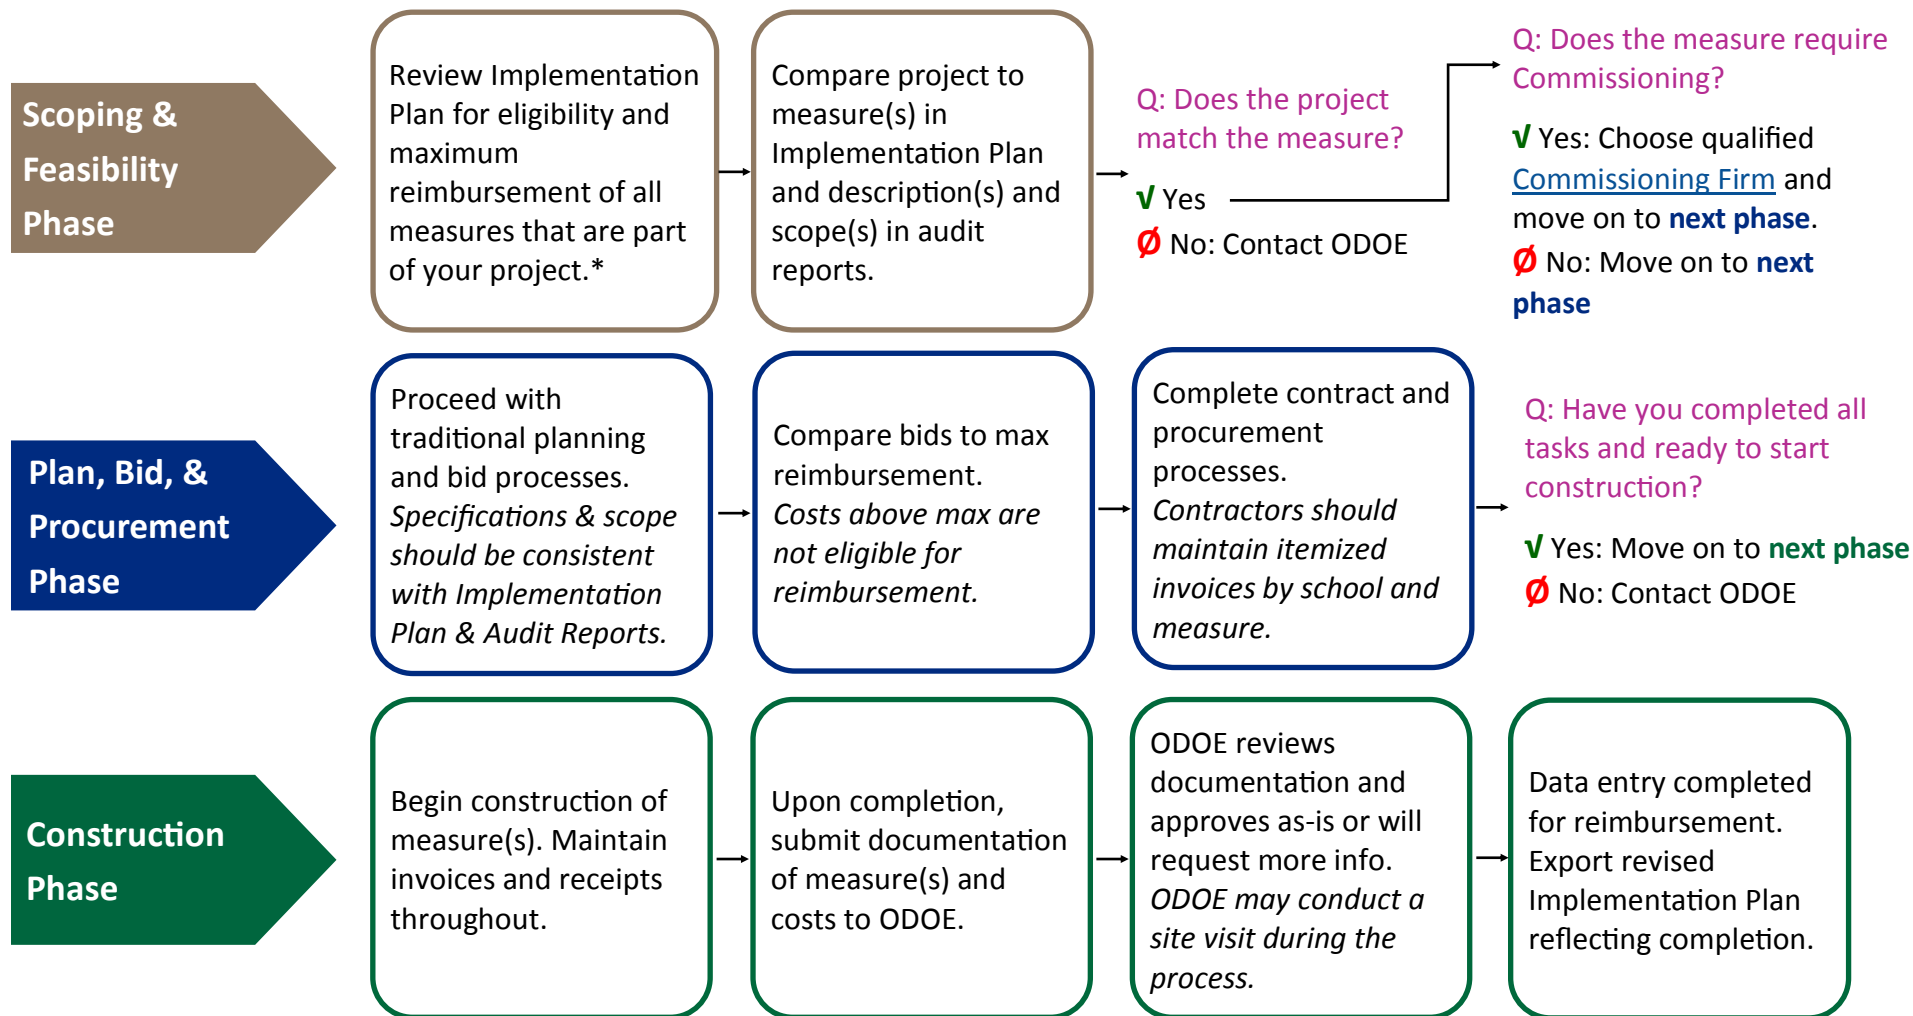 Scoping &
Feasibility
Phase
Review Implementation
Plan for eligibility and
maximum
reimbursement of all
measures that are part
of your project.*
Compare project to
measure(s) in
Implementation Plan
and description(s) and
scope(s) in audit
reports.
Q: Does the project
match the measure?
√ Yes
Ø No: Contact ODOE
Q: Does the measure require
Commissioning?
√ Yes: Choose qualified
Commissioning Firm and
move on to next phase.
Ø No: Move on to next
phase
Plan, Bid, &
Procurement
Phase
Proceed with
traditional planning
and bid processes.
Specifications & scope
should be consistent
with Implementation
Plan & Audit Reports.
Compare bids to max
reimbursement.
Costs above max are
not eligible for
reimbursement.
Complete contract and
procurement
processes.
Contractors should
maintain itemized
invoices by school and
measure.
Q: Have you completed all
tasks and ready to start
construction?
√ Yes: Move on to next phase
Ø No: Contact ODOE
Construction
Phase
Begin construction of
measure(s). Maintain
invoices and receipts
throughout.
Upon completion,
submit documentation
of measure(s) and
costs to ODOE.
ODOE reviews
documentation and
approves as-is or will
request more info.
ODOE may conduct a
site visit during the
process.
Data entry completed
for reimbursement.
Export revised
Implementation Plan
reflecting completion.